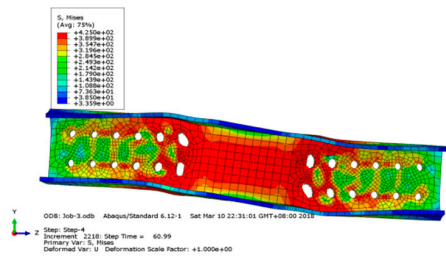 S, Mises
(Avg: 75%)
+4.250e+02
+3.899e+02
+3.547e+02
+3.196e+02
+2.845e+02
+2.493e+02
+2.142e+02
+1.790e+02
+1.439e+02
+1.088e+02
+7.363e+01
+3.850e+01
+3.359e+00
ODB: Job-3.odb Abaqus/Standard 6.12-1 Sat Mar 10 22:31:01 GMT+08:00 2018
Y
Z
Step: Step-4
Increment 2218: Step Time = 60.99
Primary Var: S, Mises
Deformed Var: U Deformation Scale Factor: +1.000e+00